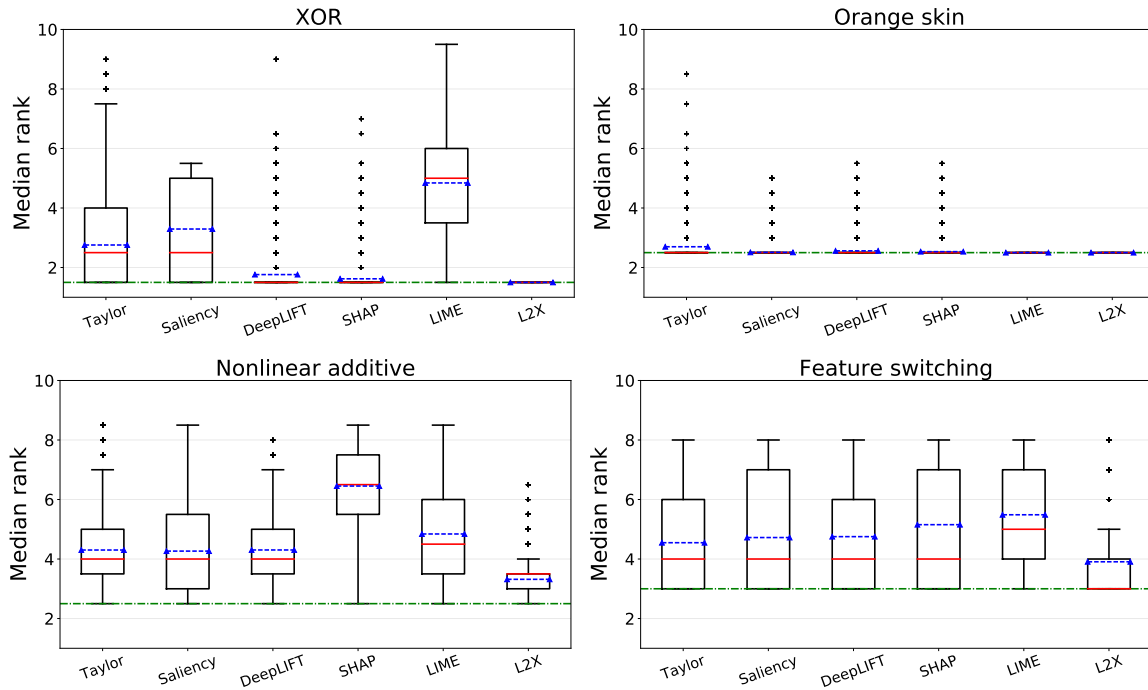 XOR
Median rank
10
8
6
4
2
Taylor
Saliency
DeepLIFT
SHAP
LIME
L2X
Orange skin
Median rank
10
8
6
4
2
Taylor
Saliency
DeepLIFT
SHAP
LIME
L2X
Nonlinear additive
Median rank
10
8
6
4
2
Taylor
Saliency
DeepLIFT
SHAP
LIME
L2X
Feature switching
Median rank
10
8
6
4
2
Taylor
Saliency
DeepLIFT
SHAP
LIME
L2X